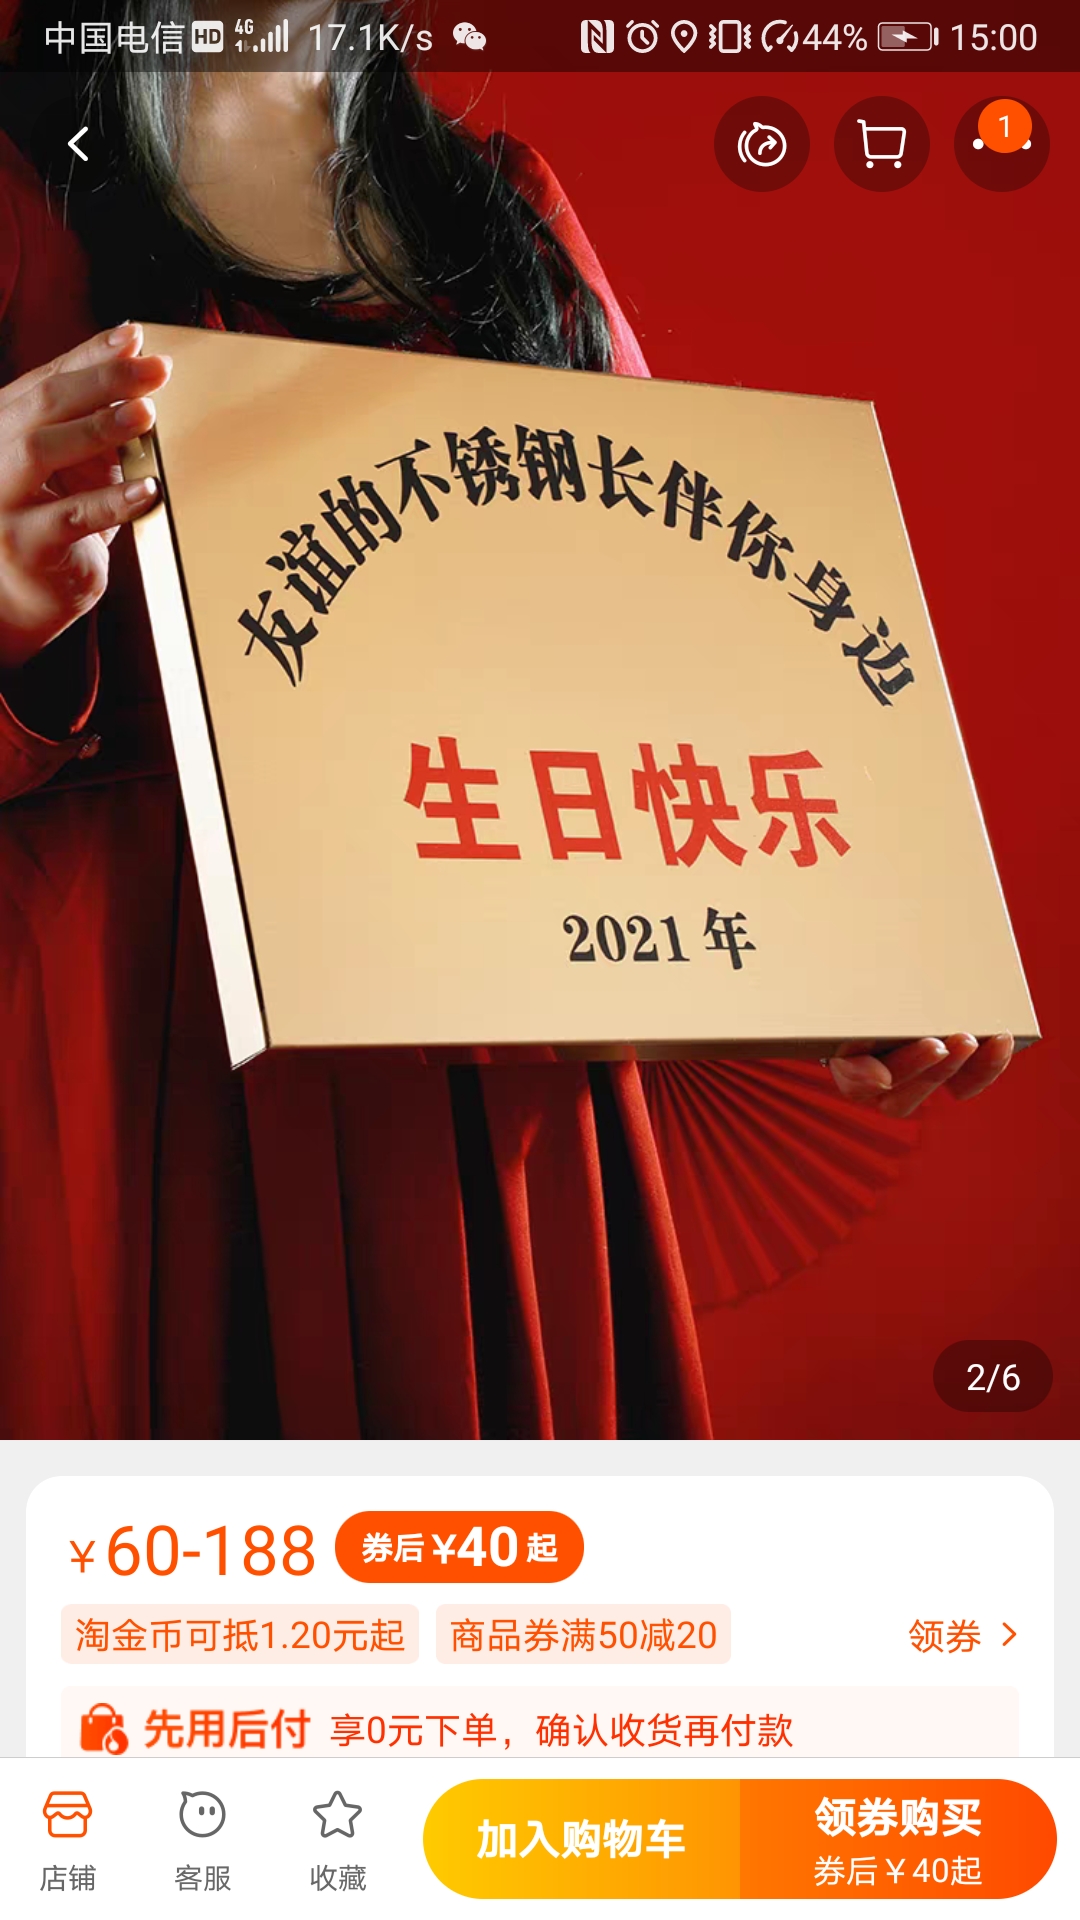 中国电信 HD 4G 17.1K/s 44% 15:00
1
友谊的不锈钢长伴你身边
生日快乐
2021年
2/6
￥60-188 券后￥40起
淘金币可抵1.20元起 商品券满50减20 领券
先用后付 享0元下单，确认收货再付款
店铺 客服 收藏 加入购物车 领券购买
券后￥40起